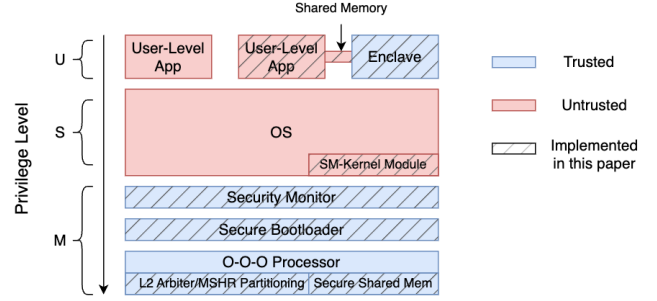 Shared Memory
U
User-Level
App
User-Level
App
Enclave
Trusted
Privilege Level
S
OS
SM-Kernel Module
Untrusted
Implemented
in this paper
M
Security Monitor
Secure Bootloader
O-O-O Processor
L2 Arbiter/MSHR Partitioning
Secure Shared Mem